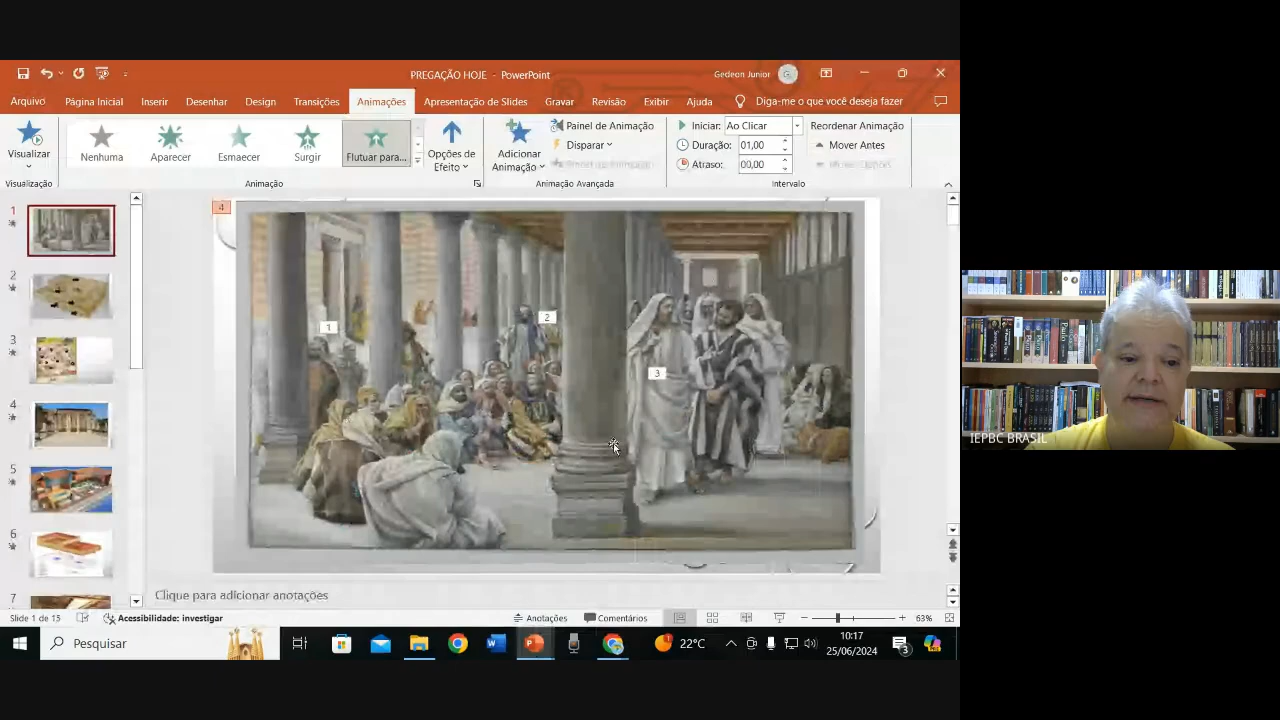 PREGAÇÃO HOJE - PowerPoint
Gedeon Junior
G
Arquivo Página Inicial Inserir Desenhar Design Transições Animações Apresentação de Slides Gravar Revisão Exibir Ajuda Diga-me o que você deseja fazer
Visualizar
Nenhuma Aparecer Esmaecer Surgir Flutuar para...
Opções de Efeito
Adicionar Animação
Painel de Animação
Disparar
Iniciar: Ao Clicar
Duração: 01,00
Atraso: 00,00
Reordenar Animação
Mover Antes
Mover Depois
Visualização Animação Animação Avançada Intervalo
1
2
3
4
5
6
7
4
1
2
3
IEPBC BRASIL
Clique para adicionar anotações
Slide 1 de 15 Acessibilidade: investigar Anotações Comentários 63%
Pesquisar
22°C
10:17
25/06/2024
3